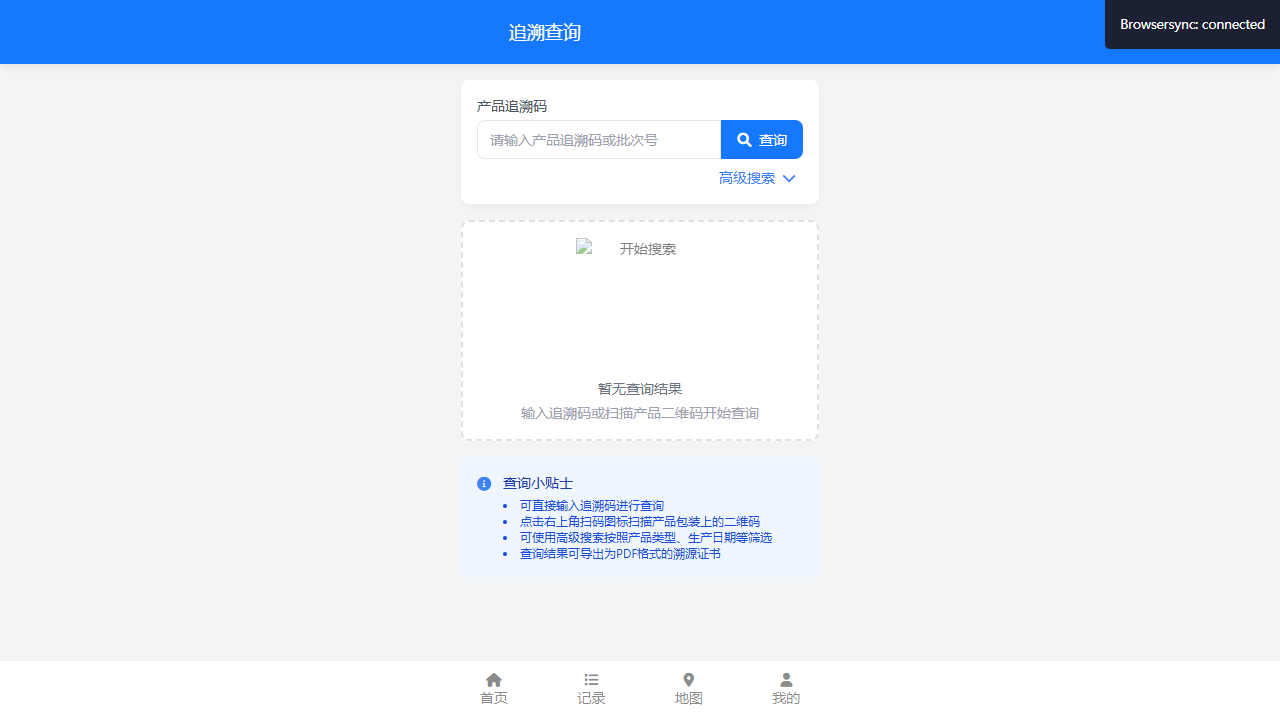 追溯查询
Browsersync: connected
产品追溯码
请输入产品追溯码或批次号
查询
高级搜索
开始搜索
暂无查询结果
输入追溯码或扫描产品二维码开始查询
查询小贴士
可直接输入追溯码进行查询
点击右上角扫码图标扫描产品包装上的二维码
可使用高级搜索按照产品类型、生产日期等筛选
查询结果可导出为PDF格式的溯源证书
首页
记录
地图
我的